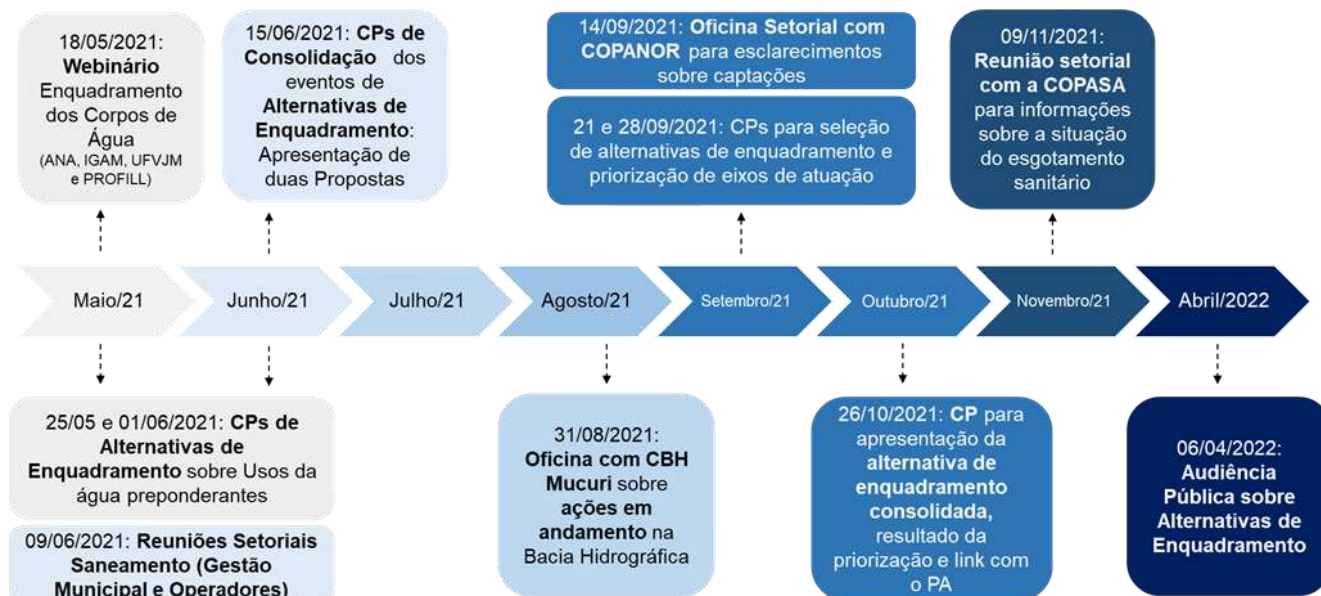 18/05/2021:
Webinário
Enquadramento
dos Corpos de
Água
(ANA, IGAM, UFVJM
e PROFILL)
15/06/2021: CPs de
Consolidação dos
eventos de
Alternativas de
Enquadramento:
Apresentação de
duas Propostas
14/09/2021: Oficina Setorial com
COPANOR para esclarecimentos
sobre captações
21 e 28/09/2021: CPs para seleção
de alternativas de enquadramento e
priorização de eixos de atuação
09/11/2021:
Reunião setorial
com a COPASA
para informações
sobre a situação
do esgotamento
sanitário
Maio/21
Junho/21
Julho/21
Agosto/21
Setembro/21
Outubro/21
Novembro/21
Abril/2022
25/05 e 01/06/2021: CPs de
Alternativas de
Enquadramento sobre Usos da
água preponderantes
09/06/2021: Reuniões Setoriais
Saneamento (Gestão
Municipal e Operadores)
31/08/2021:
Oficina com CBH
Mucuri sobre
ações em
andamento na
Bacia Hidrográfica
26/10/2021: CP para
apresentação da
alternativa de
enquadramento
consolidada,
resultado da
priorização e link com
o PA
06/04/2022:
Audiência
Pública sobre
Alternativas de
Enquadramento